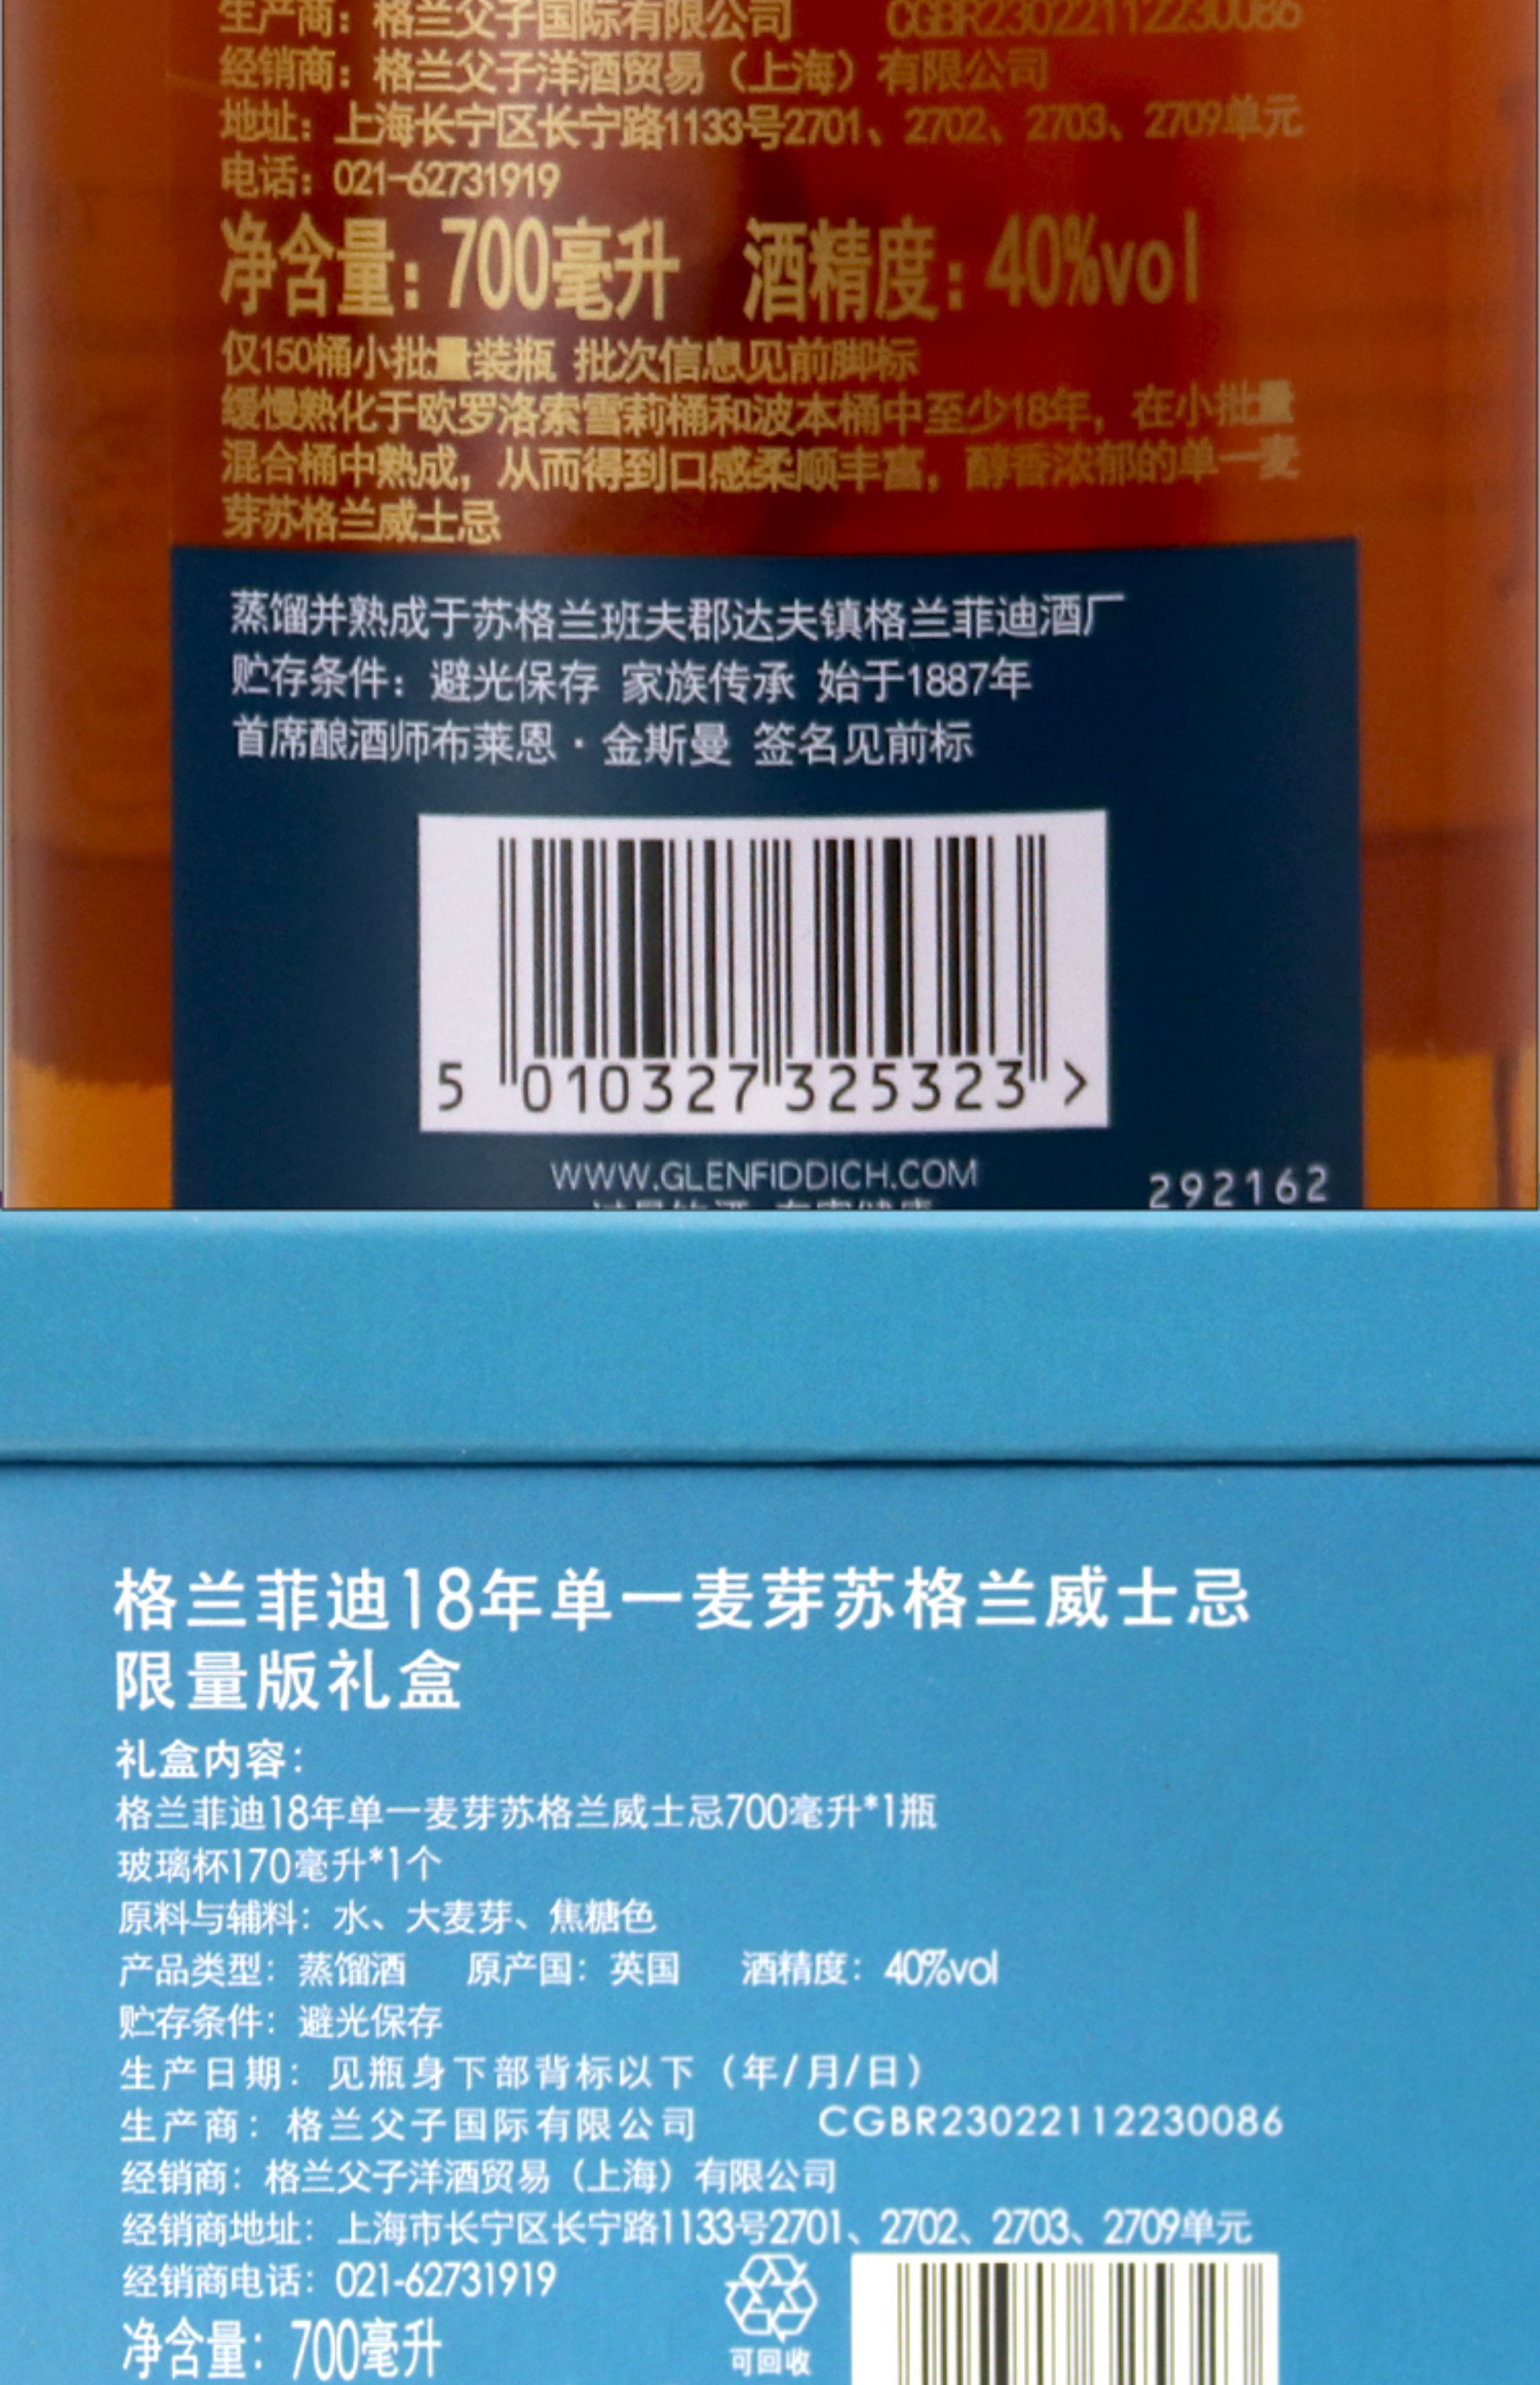 生产商：格兰父子国际有限公司 CGBR23022112230086
经销商：格兰父子洋酒贸易（上海）有限公司
地址：上海长宁区长宁路1133号2701、2702、2703、2709单元
电话：021-62731919
净含量：700毫升 酒精度：40%vol
仅150桶小批量装瓶 批次信息见前脚标
缓慢熟化于欧罗洛索雪莉桶和波本桶中至少18年，在小批量
混合桶中熟成，从而得到口感柔顺丰富，醇香浓郁的单一麦
芽苏格兰威士忌
蒸馏并熟成于苏格兰班夫郡达夫镇格兰菲迪酒厂
贮存条件：避光保存 家族传承 始于1887年
首席酿酒师布莱恩·金斯曼 签名见前标
5 010327 325323 >
WWW.GLENFIDDICH.COM
292162
格兰菲迪18年单一麦芽苏格兰威士忌
限量版礼盒
礼盒内容：
格兰菲迪18年单一麦芽苏格兰威士忌700毫升*1瓶
玻璃杯170毫升*1个
原料与辅料：水、大麦芽、焦糖色
产品类型：蒸馏酒 原产国：英国 酒精度：40%vol
贮存条件：避光保存
生产日期：见瓶身下部背标以下（年/月/日）
生产商：格兰父子国际有限公司 CGBR23022112230086
经销商：格兰父子洋酒贸易（上海）有限公司
经销商地址：上海市长宁区长宁路1133号2701、2702、2703、2709单元
经销商电话：021-62731919
净含量：700毫升
可回收